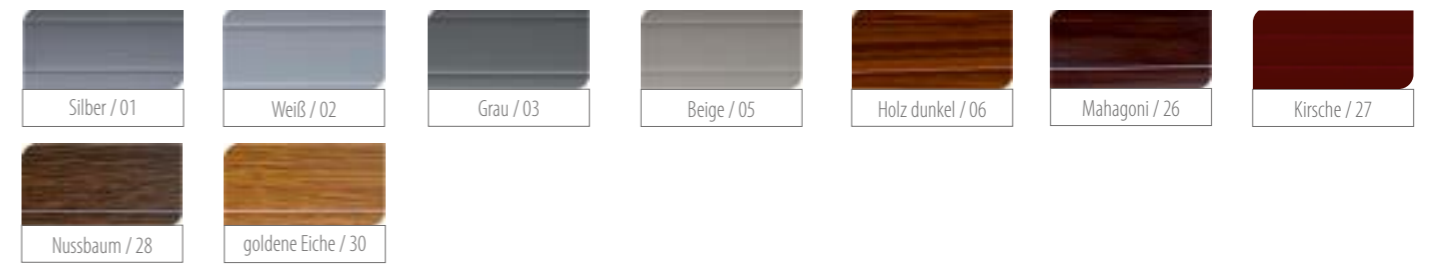 Silber / 01
Weiß / 02
Grau / 03
Beige / 05
Holz dunkel / 06
Mahagoni / 26
Kirsche / 27
Nussbaum / 28
goldene Eiche / 30